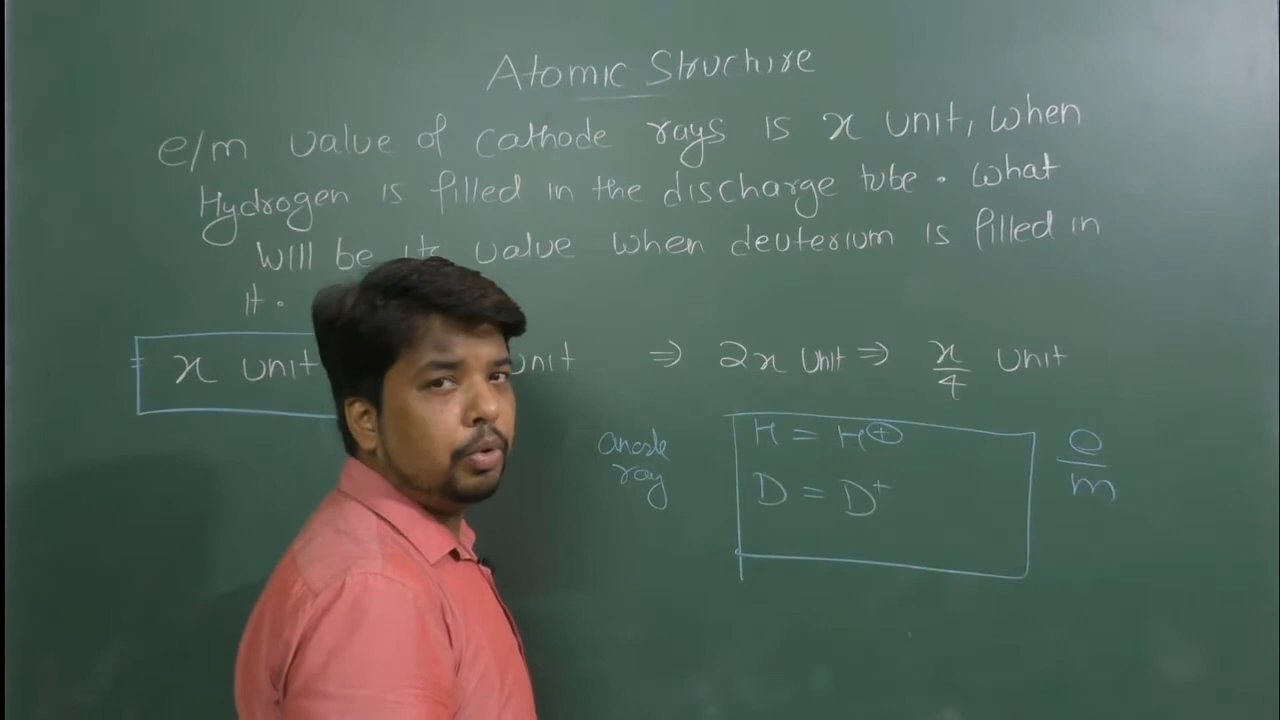 Atomic Structure
e/m value of cathode rays is x unit, when
Hydrogen is filled in the discharge tube. What
will be its value when deuterium is filled in
it.
x unit unit ⇒ 2x unit ⇒ x/4 unit
anode ray
H = H⊕
D = D⁺
e/m